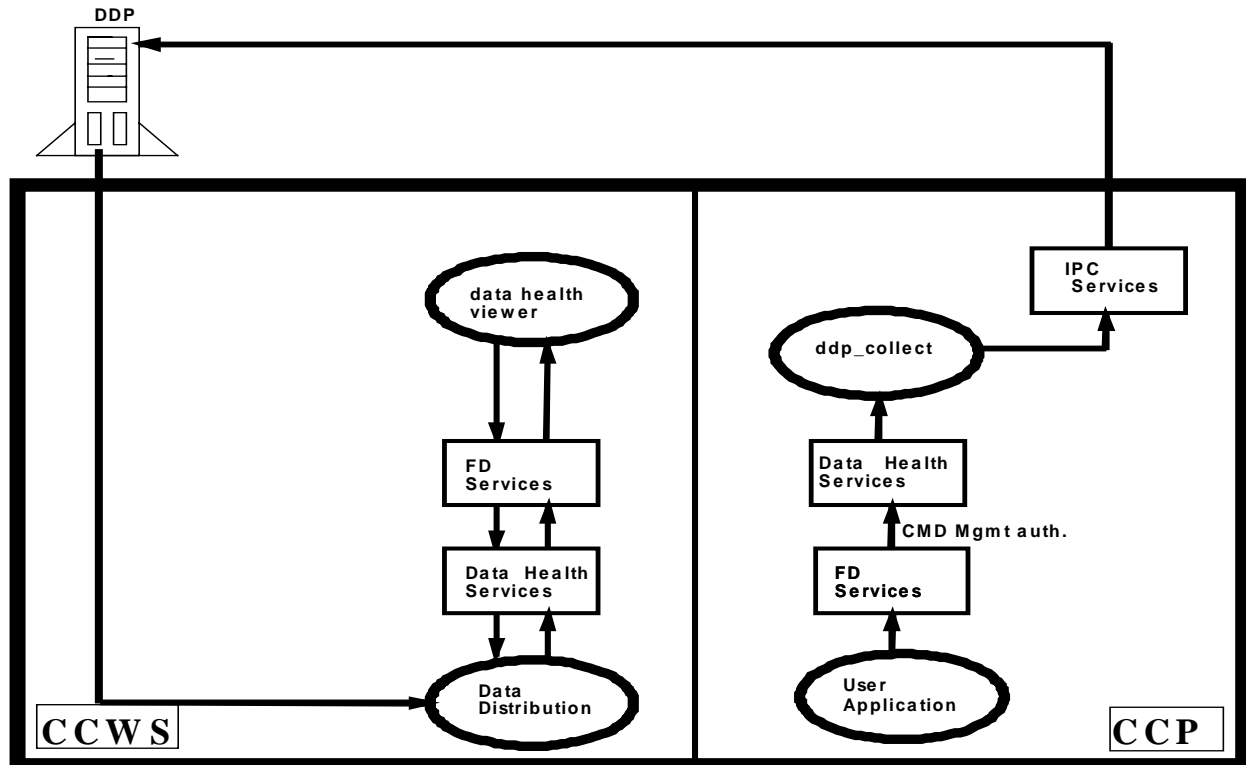 DDP
data health
viewer
FD
Services
Data Health
Services
Data
Distribution
CCWS
IPC
Services
ddp_collect
Data Health
Services
CMD Mgmt auth.
FD
Services
User
Application
CCP